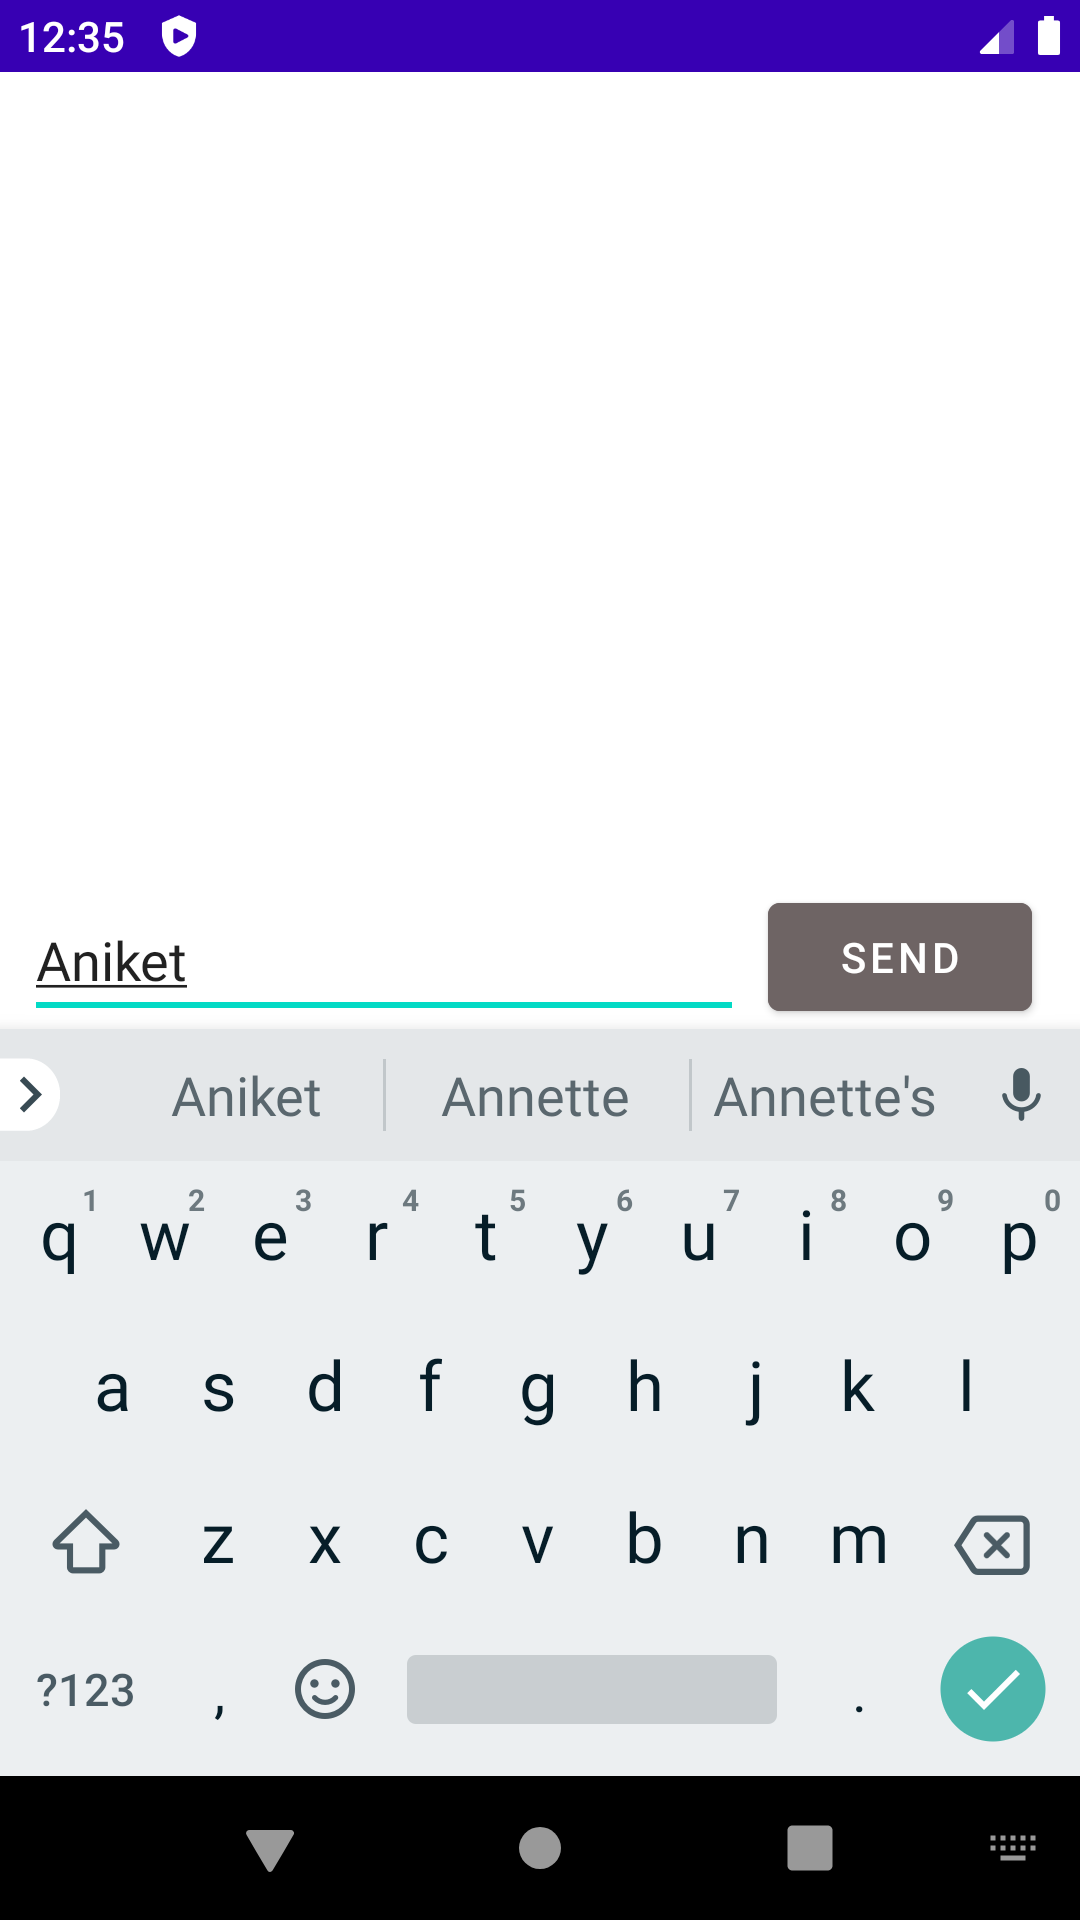 12:35
Aniket
SEND
Aniket Annette Annette's
1 2 3 4 5 6 7 8 9 0
q w e r t y u i o p
a s d f g h j k l
z x c v b n m
?123 , .